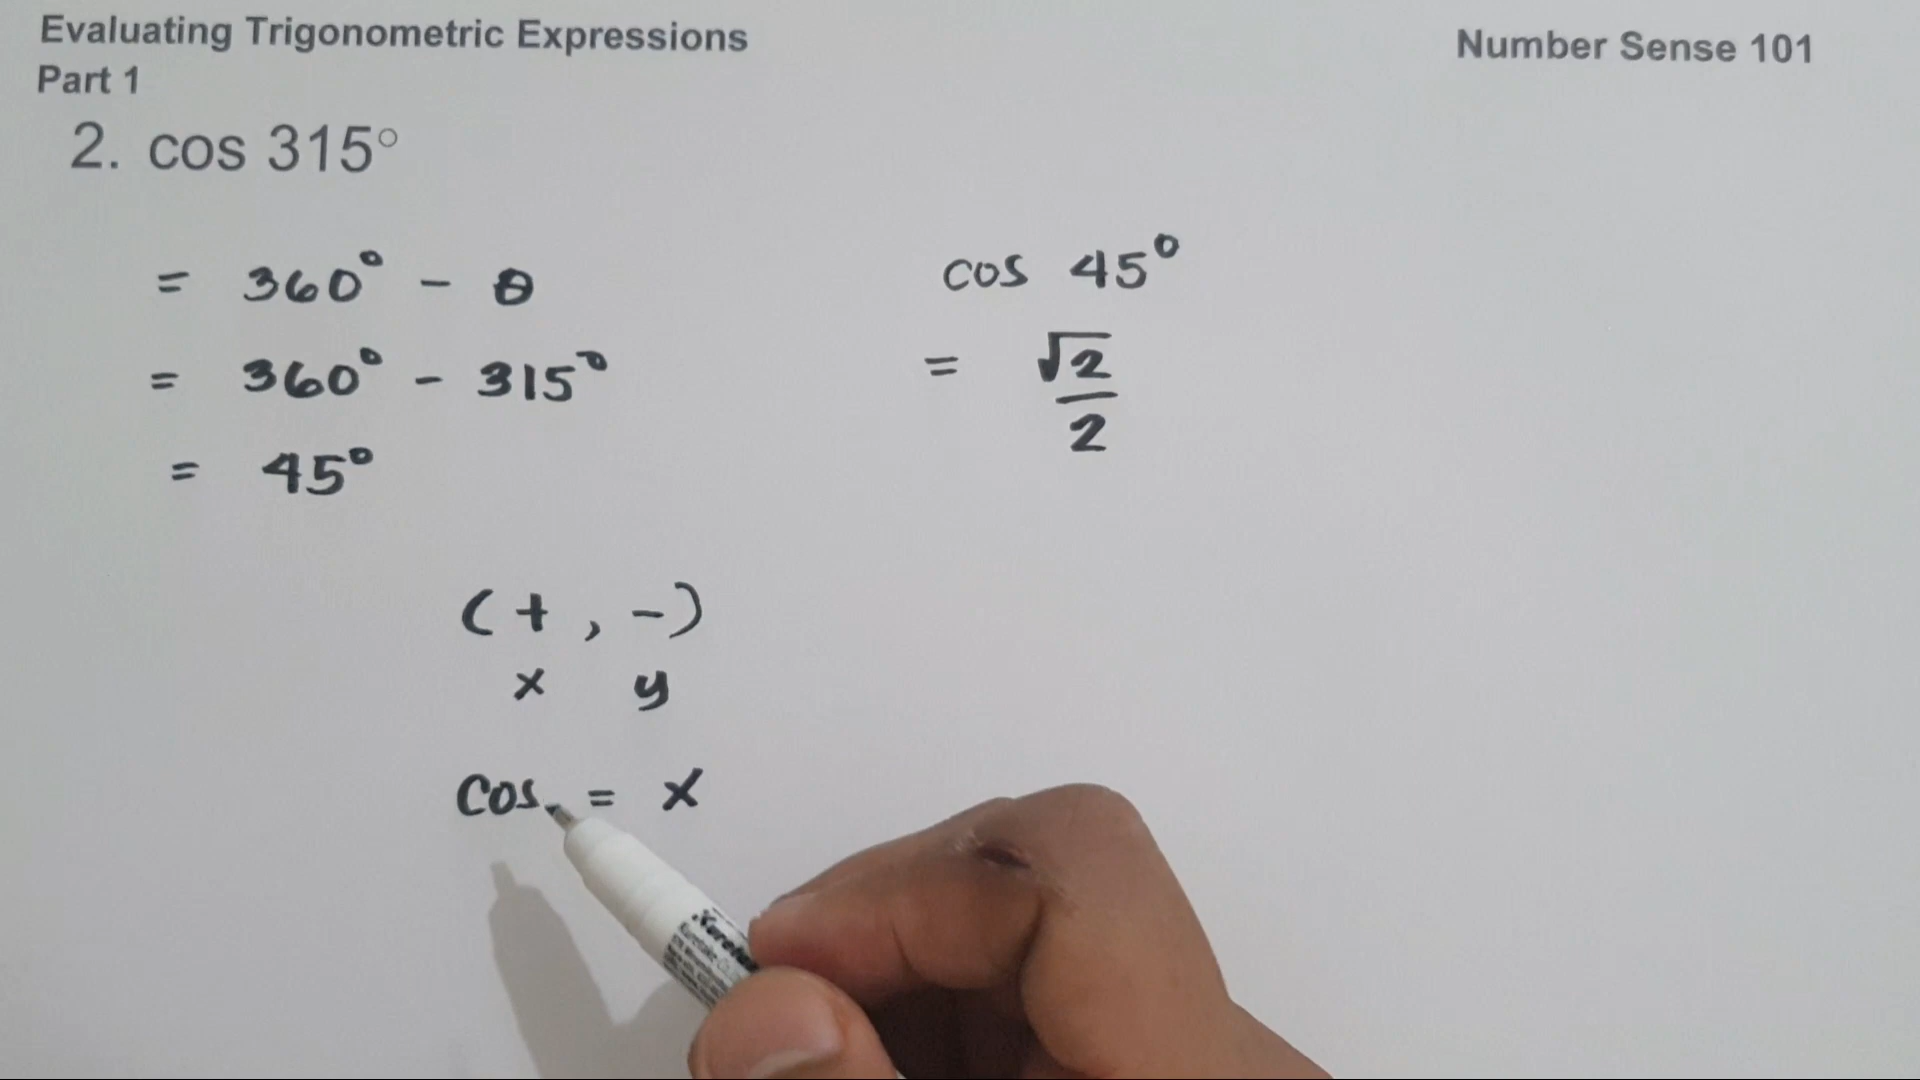 Evaluating Trigonometric Expressions
Part 1
Number Sense 101
2. cos 315°
= 360° - θ
= 360° - 315°
= 45°
cos 45°
= √2/2
(+, -)
x y
cos = x